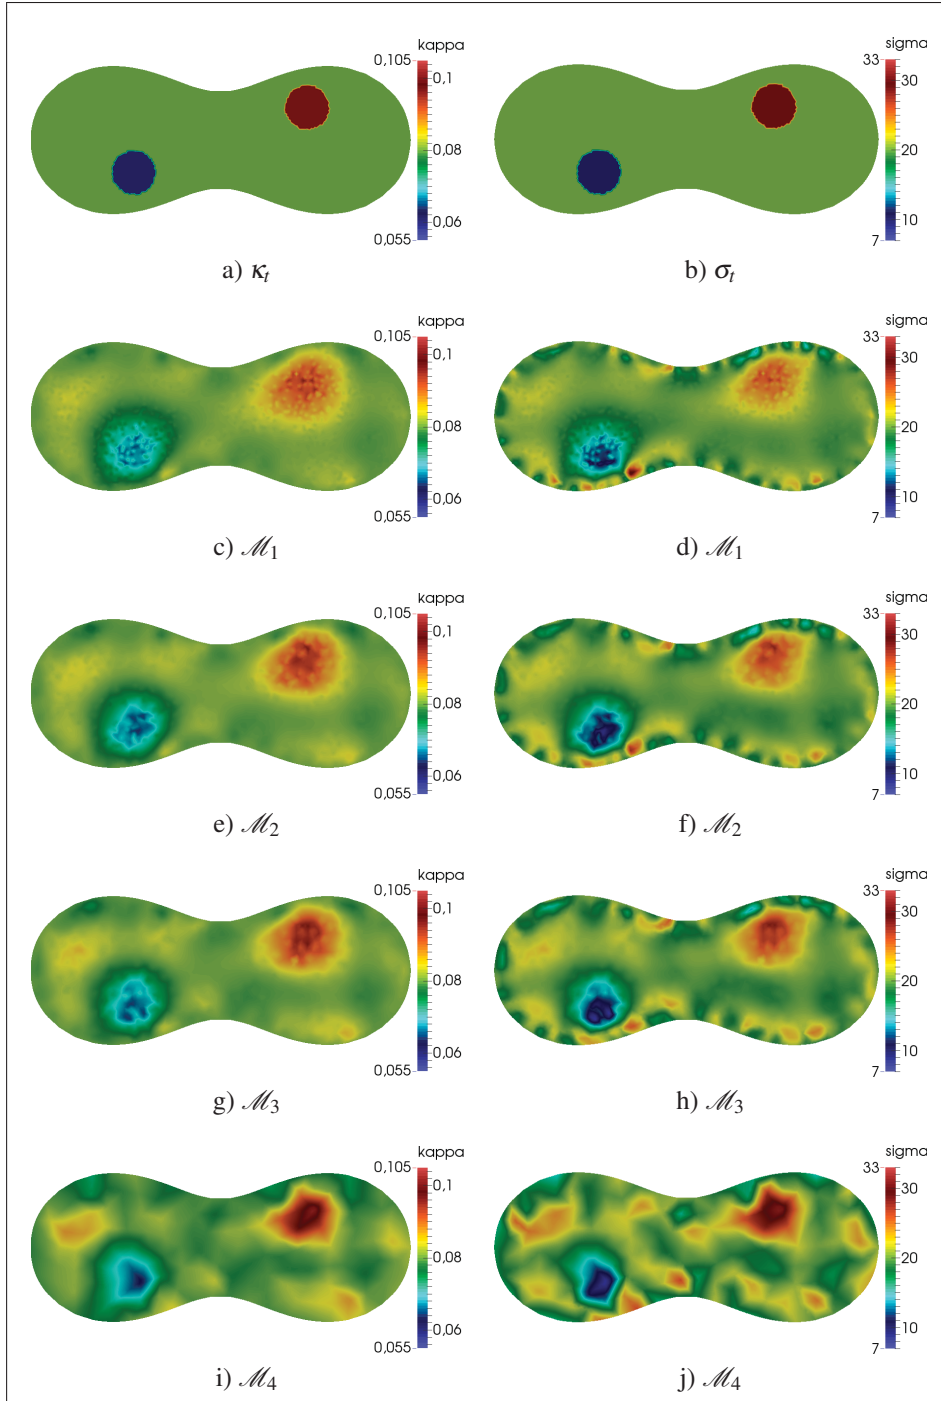 kappa
0,105
0,1
0,08
0,06
0,055
a) κt
sigma
33
30
20
10
7
b) σt
kappa
0,105
0,1
0,08
0,06
0,055
c) ℳ1
sigma
33
30
20
10
7
d) ℳ1
kappa
0,105
0,1
0,08
0,06
0,055
e) ℳ2
sigma
33
30
20
10
7
f) ℳ2
kappa
0,105
0,1
0,08
0,06
0,055
g) ℳ3
sigma
33
30
20
10
7
h) ℳ3
kappa
0,105
0,1
0,08
0,06
0,055
i) ℳ4
sigma
33
30
20
10
7
j) ℳ4